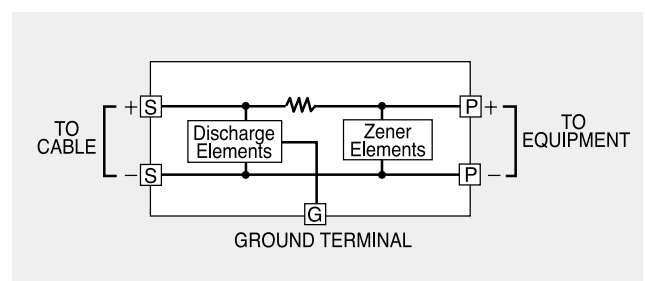 + S
P +
TO
CABLE
Discharge
Elements
Zener
Elements
TO
EQUIPMENT
− S
P −
G
GROUND TERMINAL